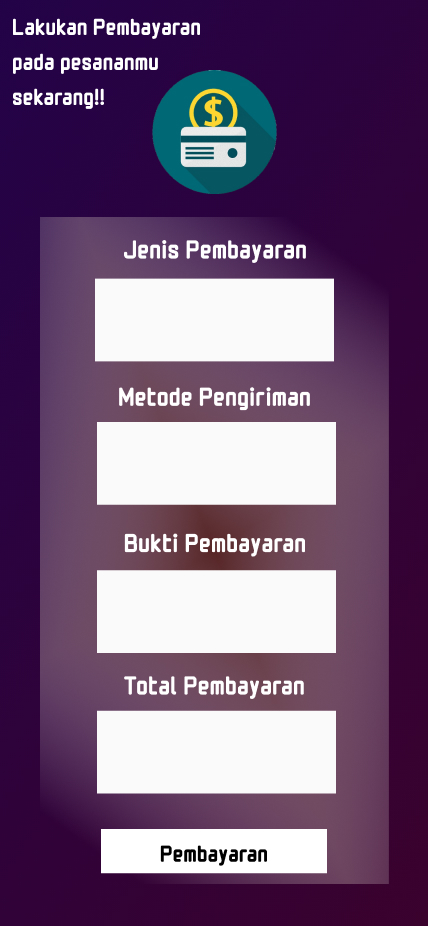 Lakukan Pembayaran
pada pesananmu
sekarang!!
$
Jenis Pembayaran
Metode Pengiriman
Bukti Pembayaran
Total Pembayaran
Pembayaran